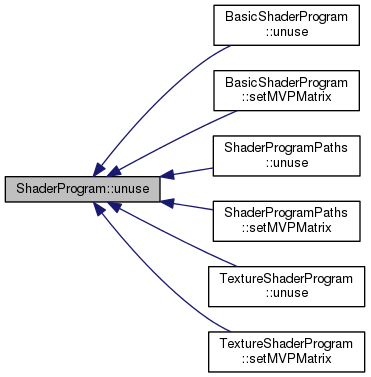 BasicShaderProgram
::unuse
BasicShaderProgram
::setMVPMatrix
ShaderProgramPaths
::unuse
ShaderProgram::unuse
ShaderProgramPaths
::setMVPMatrix
TextureShaderProgram
::unuse
TextureShaderProgram
::setMVPMatrix